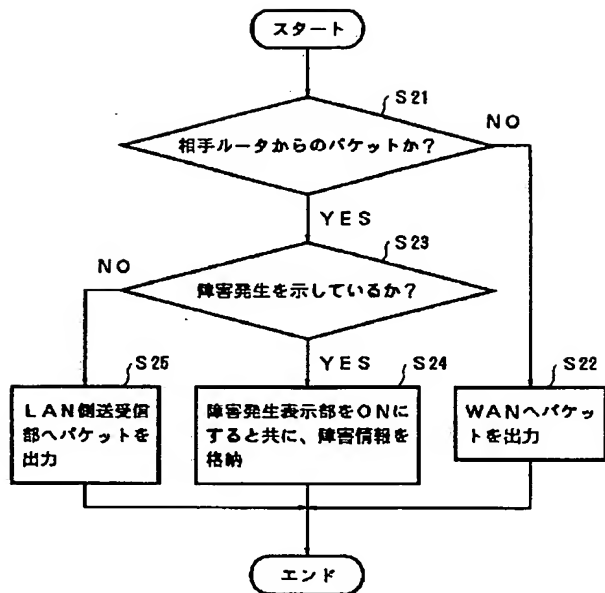 スタート
S21
相手ルータからのパケットか?
NO
YES
S23
NO
障害発生を示しているか?
YES
S25
S24
S22
LAN側送受信
部へパケットを
出力
障害発生表示部をONに
すると共に、障害情報を
格納
WANへパケッ
トを出力
エンド